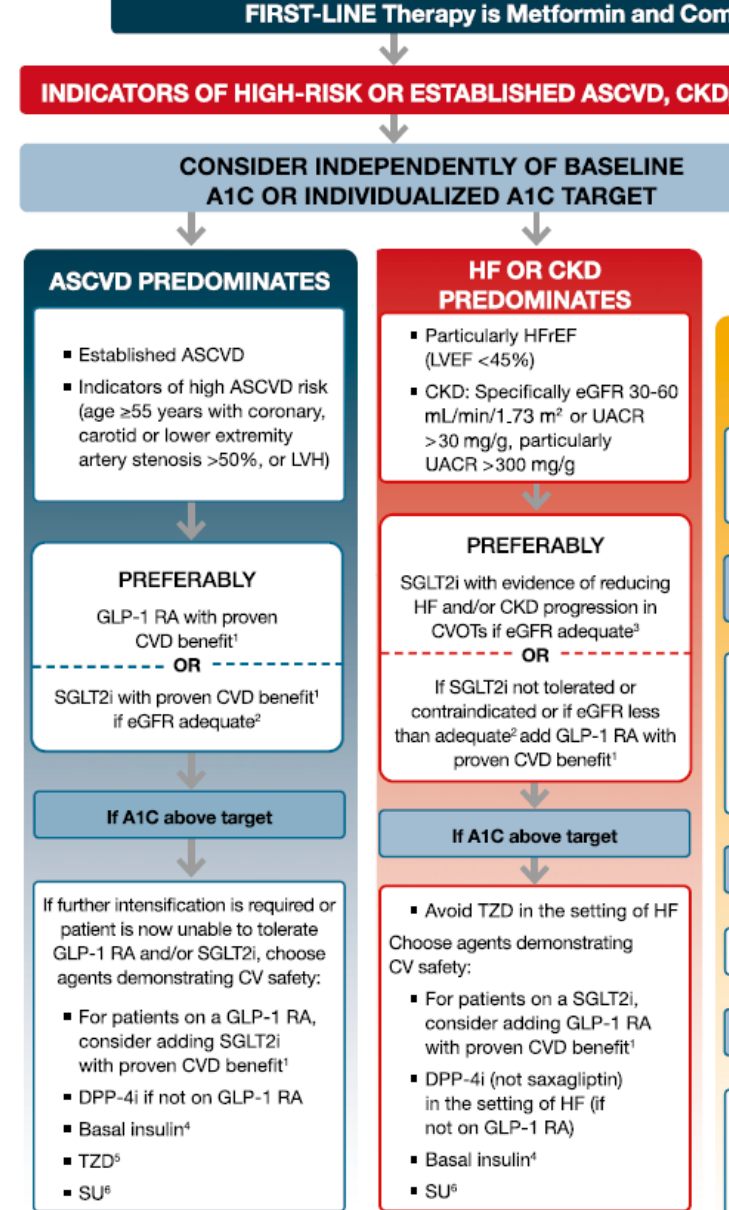 FIRST-LINE Therapy is Metformin and Com
INDICATORS OF HIGH-RISK OR ESTABLISHED ASCVD, CKD
CONSIDER INDEPENDENTLY OF BASELINE
A1C OR INDIVIDUALIZED A1C TARGET
ASCVD PREDOMINATES
▪ Established ASCVD
▪ Indicators of high ASCVD risk
(age ≥55 years with coronary,
carotid or lower extremity
artery stenosis >50%, or LVH)
PREFERABLY
GLP-1 RA with proven
CVD benefit¹
OR
SGLT2i with proven CVD benefit¹
if eGFR adequate²
If A1C above target
If further intensification is required or
patient is now unable to tolerate
GLP-1 RA and/or SGLT2i, choose
agents demonstrating CV safety:
▪ For patients on a GLP-1 RA,
consider adding SGLT2i
with proven CVD benefit¹
▪ DPP-4i if not on GLP-1 RA
▪ Basal insulin⁴
▪ TZD⁵
▪ SU⁶
HF OR CKD
PREDOMINATES
▪ Particularly HFrEF
(LVEF <45%)
▪ CKD: Specifically eGFR 30-60
mL/min/1.73 m² or UACR
>30 mg/g, particularly
UACR >300 mg/g
PREFERABLY
SGLT2i with evidence of reducing
HF and/or CKD progression in
CVOTs if eGFR adequate³
OR
If SGLT2i not tolerated or
contraindicated or if eGFR less
than adequate² add GLP-1 RA with
proven CVD benefit¹
If A1C above target
▪ Avoid TZD in the setting of HF
Choose agents demonstrating
CV safety:
▪ For patients on a SGLT2i,
consider adding GLP-1 RA
with proven CVD benefit¹
▪ DPP-4i (not saxagliptin)
in the setting of HF (if
not on GLP-1 RA)
▪ Basal insulin⁴
▪ SU⁶